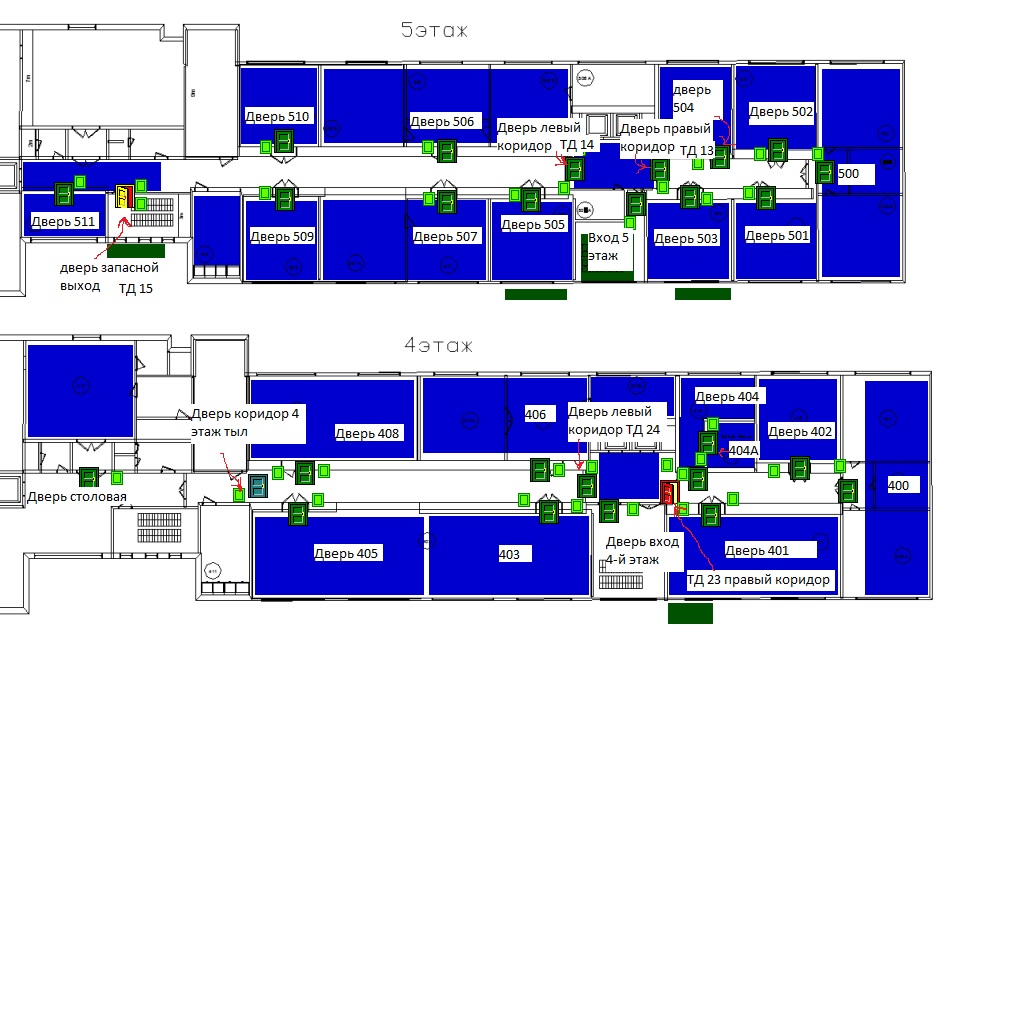 5этаж
дверь
504
Дверь 510
Дверь 506
Дверь 502
Дверь левый
коридор ТД 14
Дверь правый
коридор ТД 13
500
Дверь 511
Дверь 509
Дверь 507
Дверь 505
Вход 5
этаж
Дверь 503
Дверь 501
дверь запасной
выход ТД 15
4этаж
Дверь 404
Дверь коридор 4
этаж тыл
Дверь 408
406
Дверь левый
коридор ТД 24
Дверь 402
404А
Дверь столовая
400
Дверь 405
403
Дверь вход
4-й этаж
Дверь 401
ТД 23 правый коридор